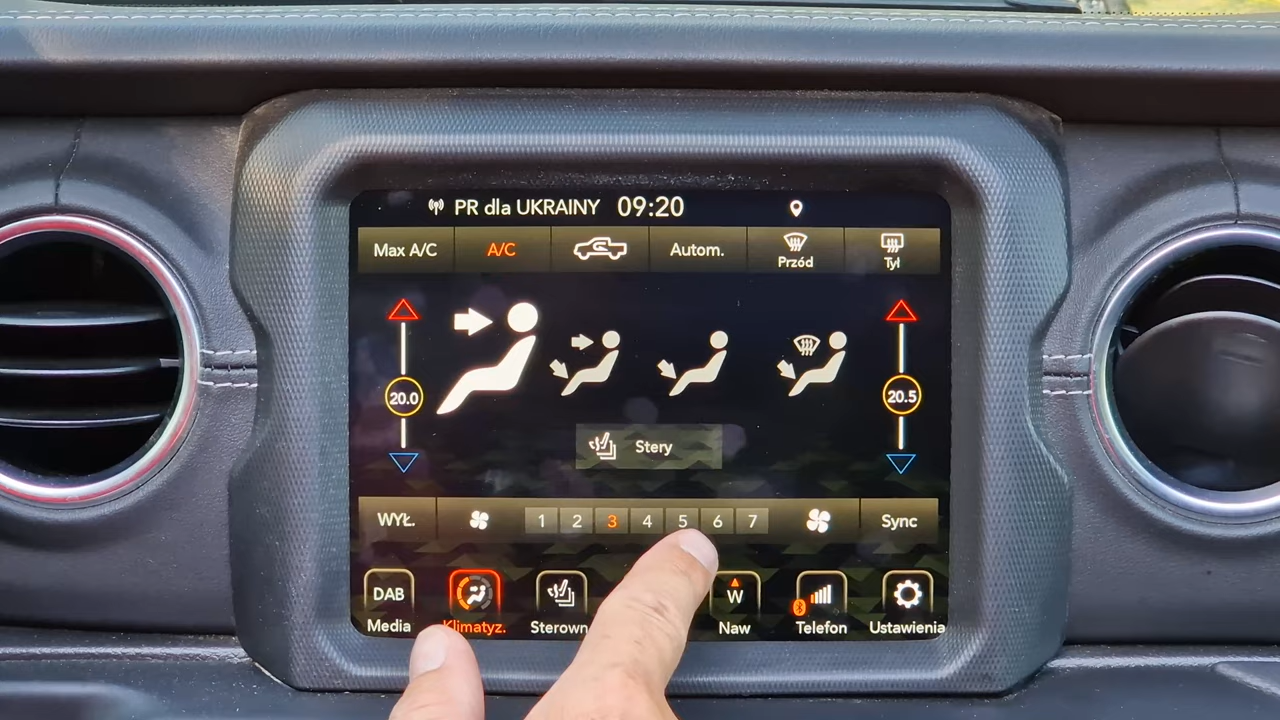 PR dla UKRAINY 09:20
Max A/C A/C Autom. Przód Tył
20.0 20.5
Stery
WYŁ. 1 2 3 4 5 6 7 Sync
DAB W
Media Klimatyz. Sterown Naw Telefon Ustawienia